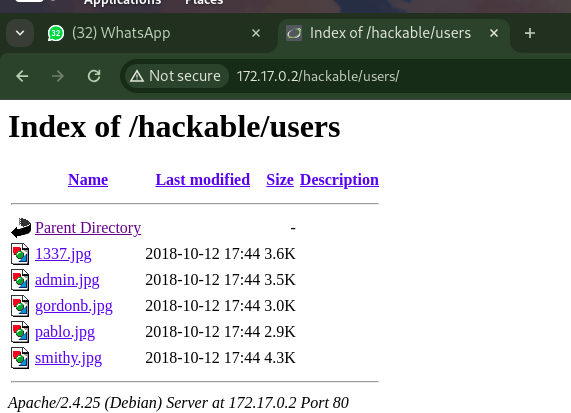 Applications Places
(32) WhatsApp
Index of /hackable/users
Not secure 172.17.0.2/hackable/users/
Index of /hackable/users
Name Last modified Size Description
Parent Directory -
1337.jpg 2018-10-12 17:44 3.6K
admin.jpg 2018-10-12 17:44 3.5K
gordonb.jpg 2018-10-12 17:44 3.0K
pablo.jpg 2018-10-12 17:44 2.9K
smithy.jpg 2018-10-12 17:44 4.3K
Apache/2.4.25 (Debian) Server at 172.17.0.2 Port 80